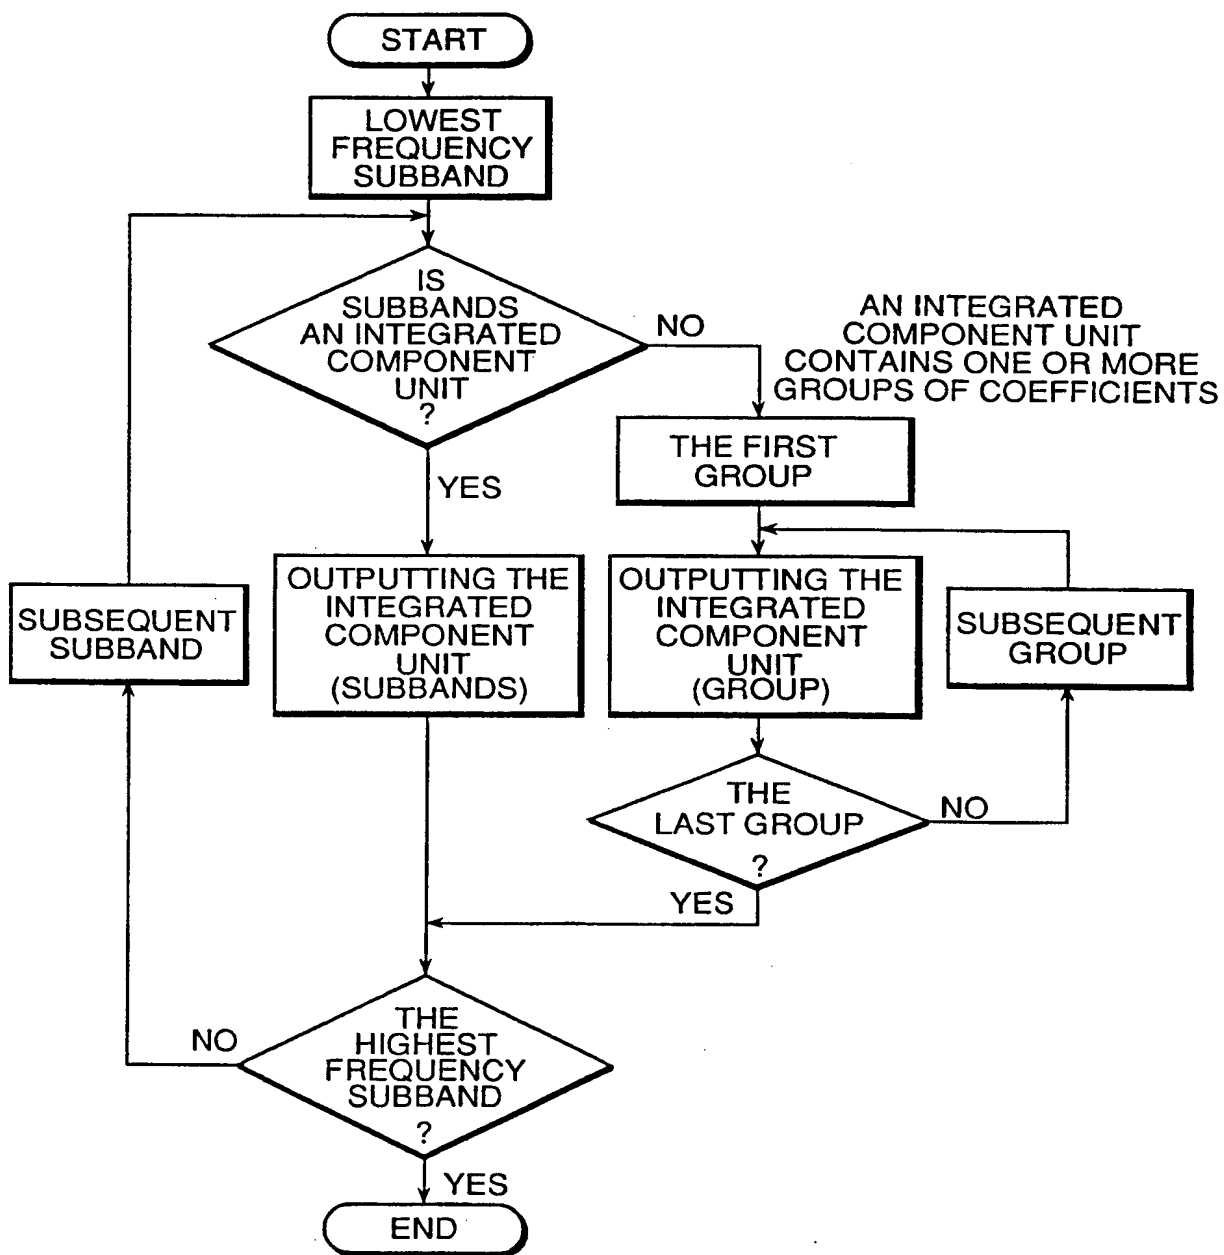 START
LOWEST
FREQUENCY
SUBBAND
IS
SUBBANDS
AN INTEGRATED
COMPONENT
UNIT
?
NO
AN INTEGRATED
COMPONENT UNIT
CONTAINS ONE OR MORE
GROUPS OF COEFFICIENTS
YES
THE FIRST
GROUP
SUBSEQUENT
SUBBAND
OUTPUTTING THE
INTEGRATED
COMPONENT
UNIT
(SUBBANDS)
OUTPUTTING THE
INTEGRATED
COMPONENT
UNIT
(GROUP)
SUBSEQUENT
GROUP
THE
LAST GROUP
?
NO
YES
THE
HIGHEST
FREQUENCY
SUBBAND
?
NO
YES
END